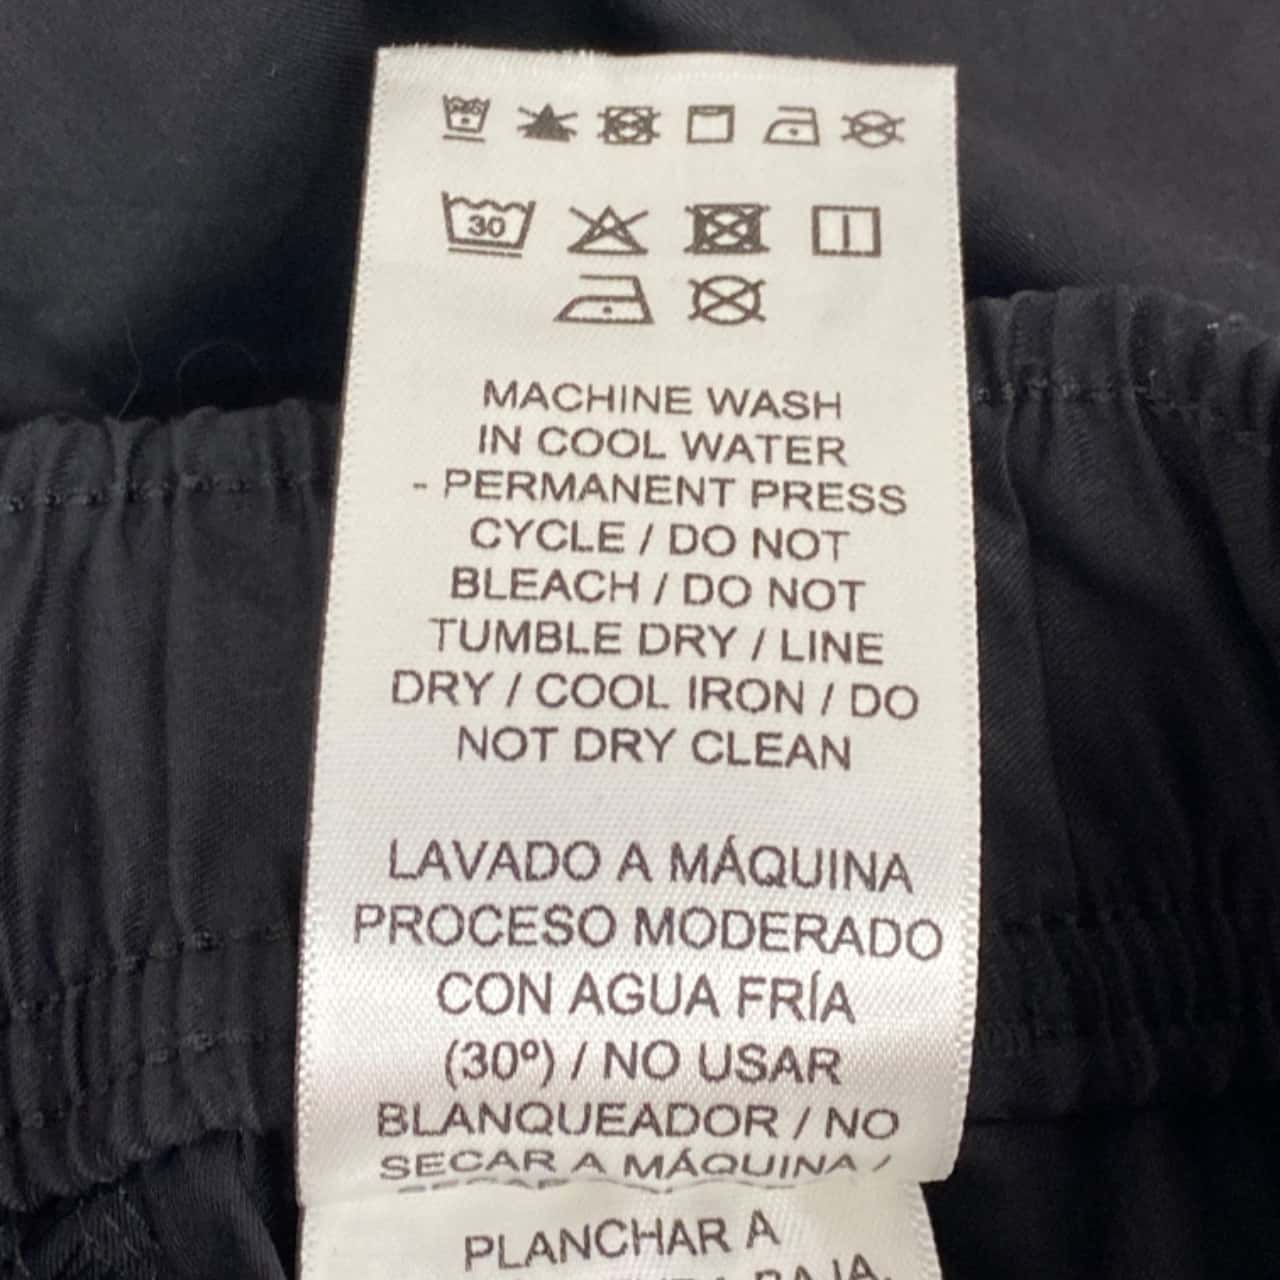 30
MACHINE WASH
IN COOL WATER
- PERMANENT PRESS
CYCLE / DO NOT
BLEACH / DO NOT
TUMBLE DRY / LINE
DRY / COOL IRON / DO
NOT DRY CLEAN
LAVADO A MÁQUINA
PROCESO MODERADO
CON AGUA FRÍA
(30º) / NO USAR
BLANQUEADOR / NO
SECAR A MÁQUINA /
PLANCHAR A
BAJA.